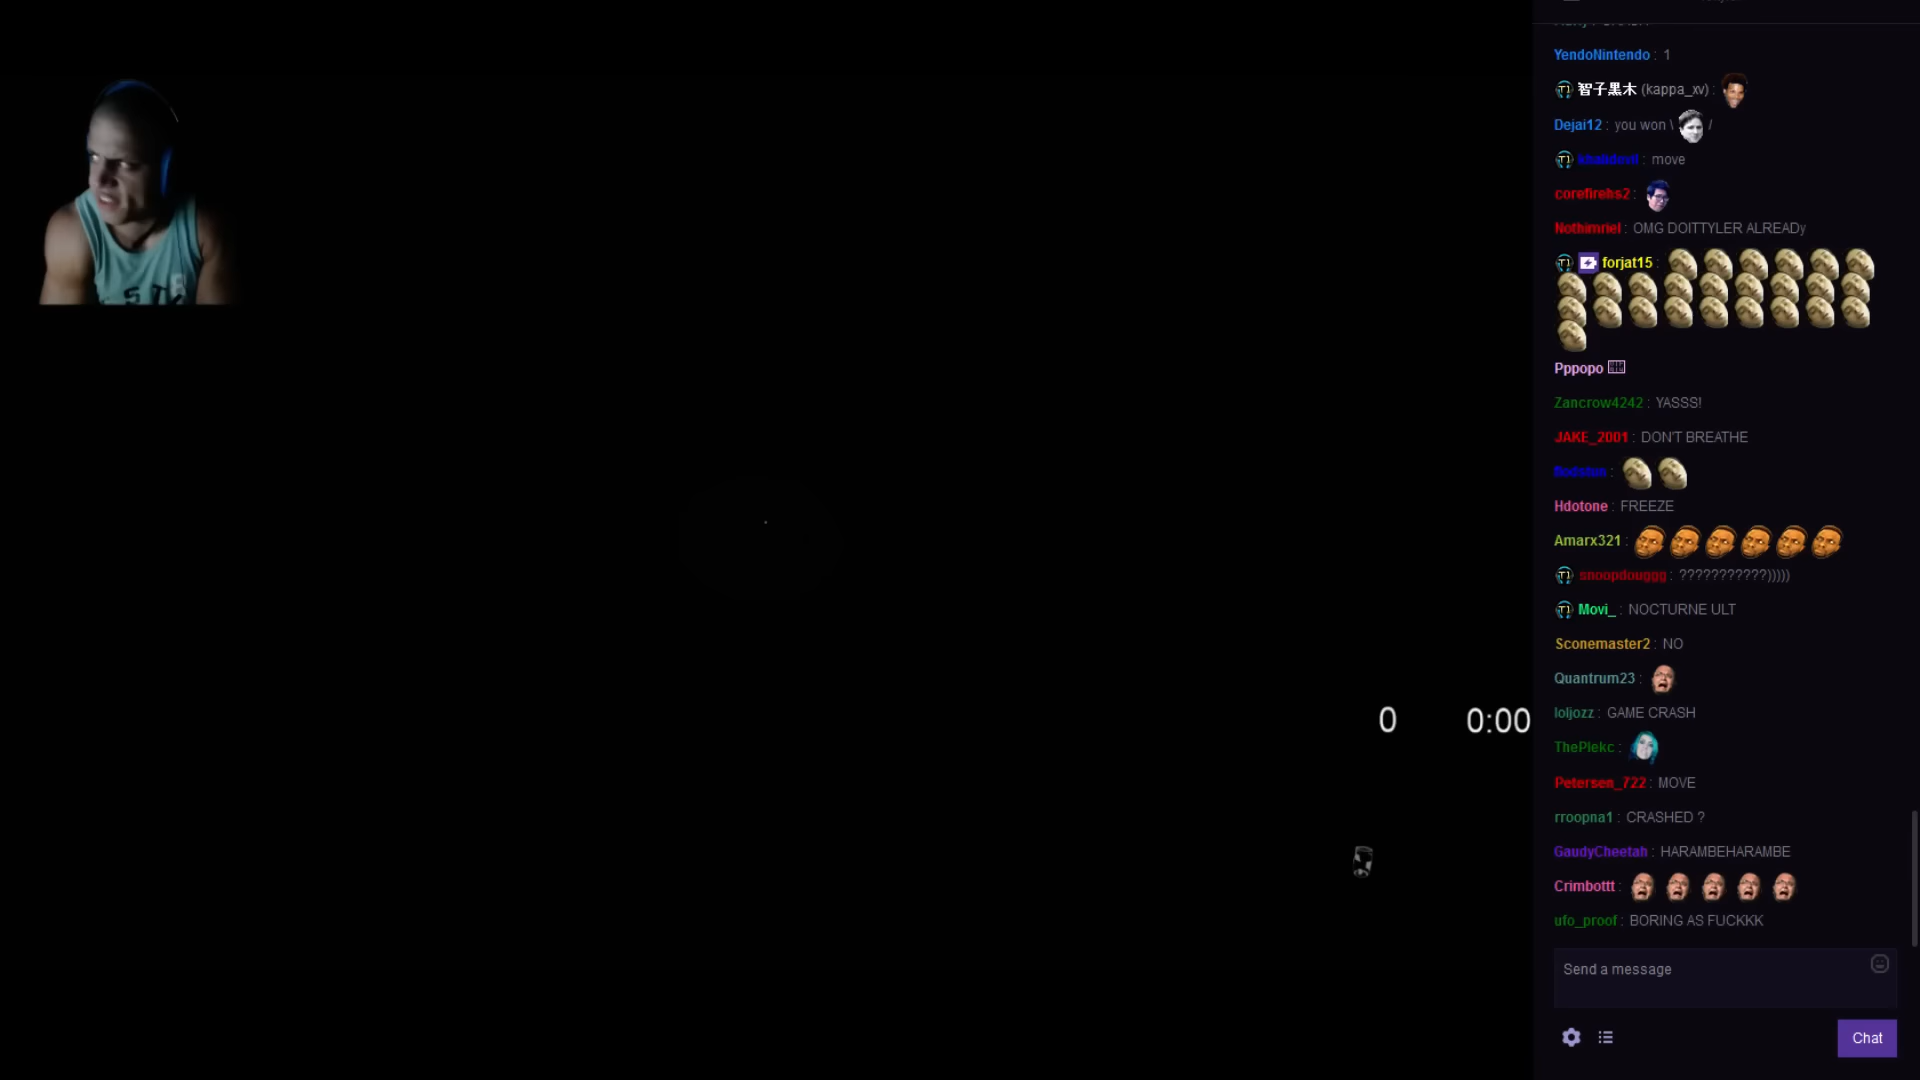 YendoNintendo : 1
智子黒木 (kappa_xv) :
Dejai12 : you won \ /
khalidevil : move
corefirehs2 :
Nothimriel : OMG DOITTYLER ALREADy
forjat15 :
Pppopo
Zancrow4242 : YASSS!
JAKE_2001 : DON'T BREATHE
Hdotone : FREEZE
Amarx321 :
snoopdouggg : ???????????)))))
Movi_ : NOCTURNE ULT
Sconemaster2 : NO
Quantrum23 :
loljozz : GAME CRASH
0 0:00
ThePlekc :
Petersen_722 : MOVE
rroopna1 : CRASHED ?
GaudyCheetah : HARAMBEHARAMBE
Crimbottt :
ufo_proof : BORING AS FUCKKK
Send a message
Chat